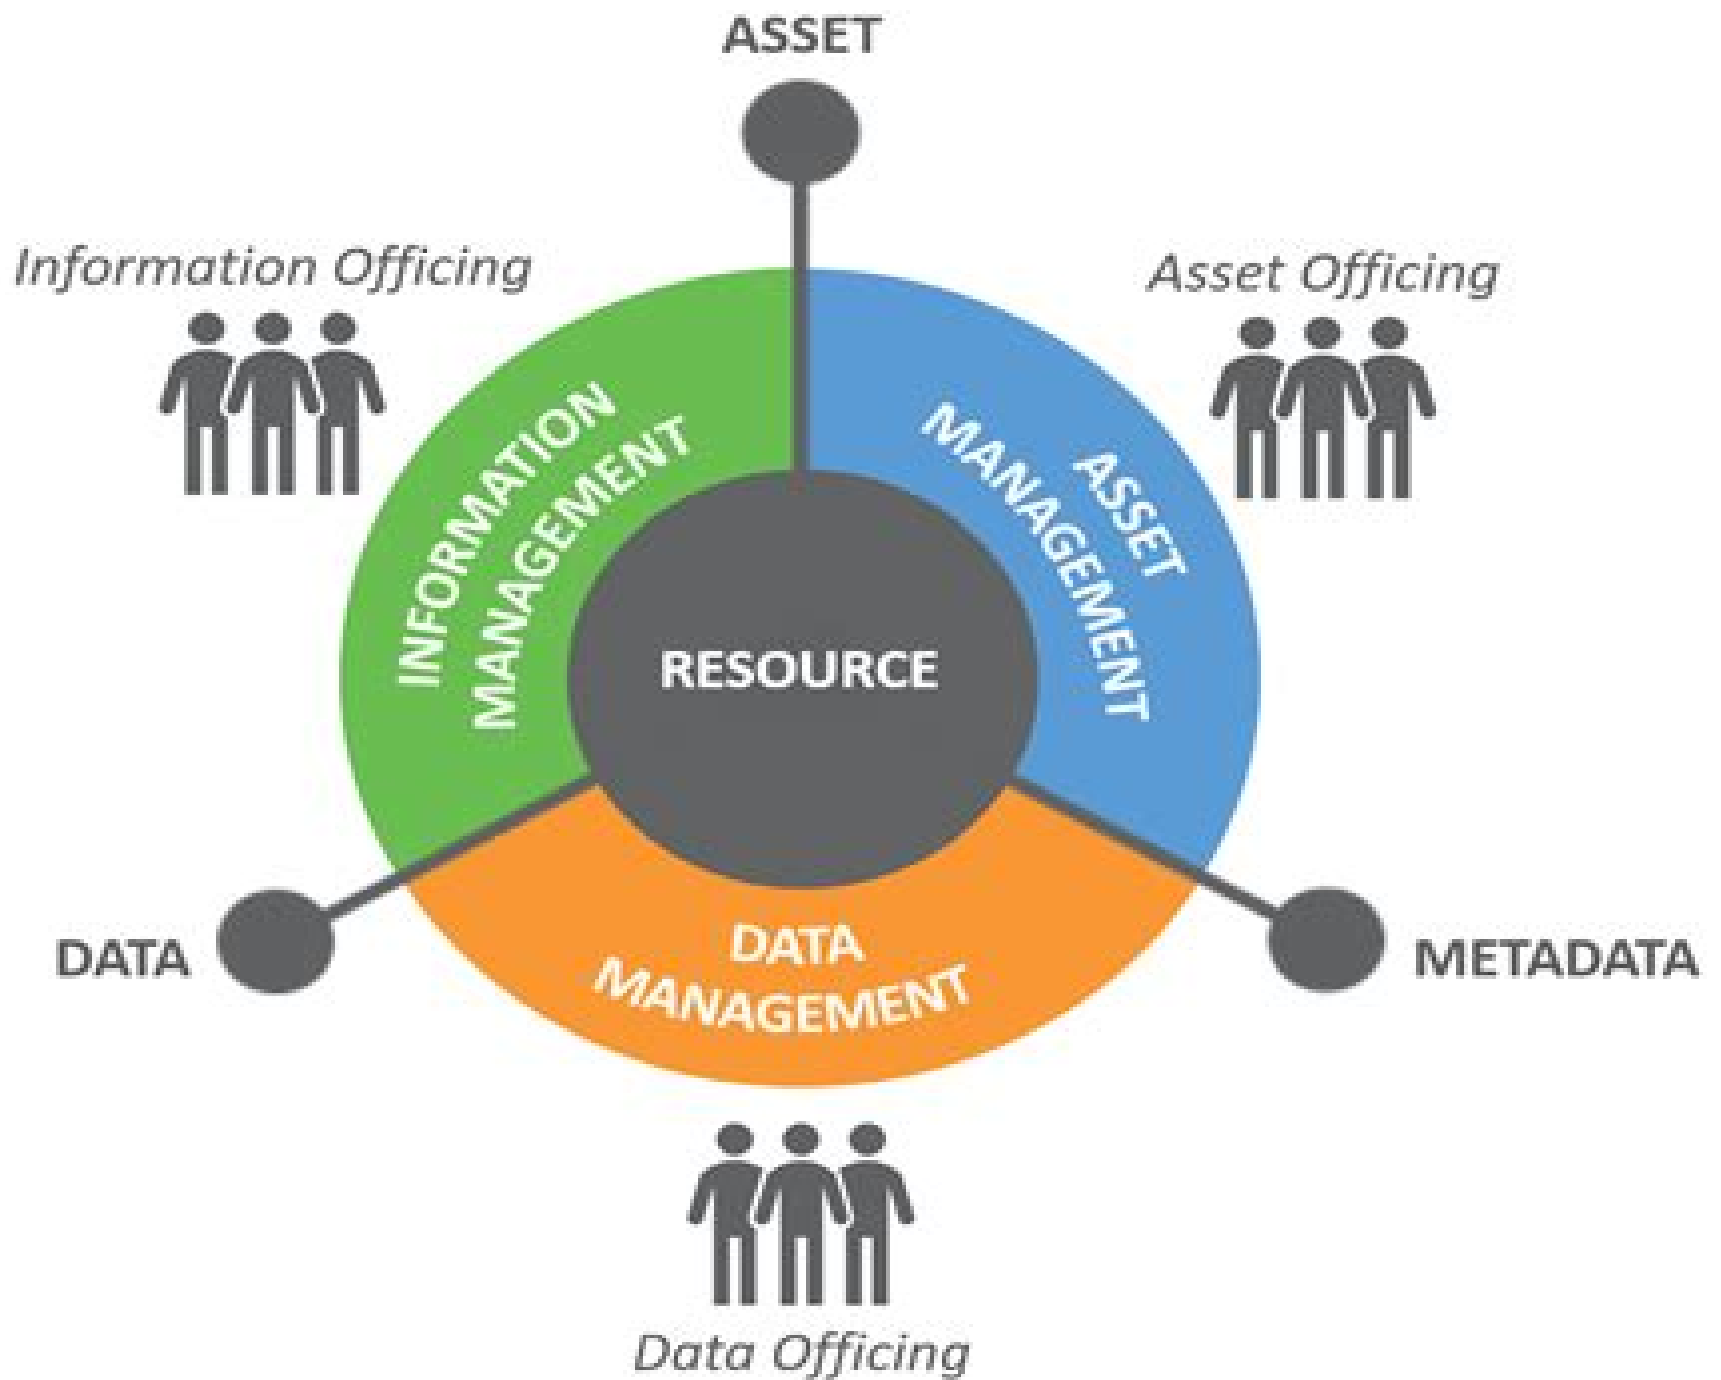 ASSET
Information Officing
Asset Officing
INFORMATION
MANAGEMENT
ASSET
MANAGEMENT
RESOURCE
DATA
METADATA
DATA
MANAGEMENT
Data Officing